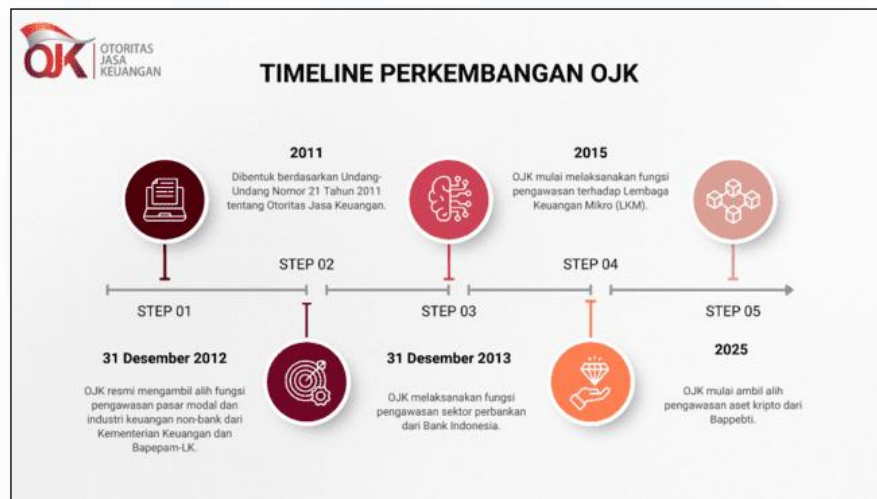 OJK
OTORITAS
JASA
KEUANGAN
TIMELINE PERKEMBANGAN OJK
2011
Dibentuk berdasarkan Undang-
Undang Nomor 21 Tahun 2011
tentang Otoritas Jasa Keuangan.
2015
OJK mulai melaksanakan fungsi
pengawasan terhadap Lembaga
Keuangan Mikro (LKM).
STEP 02
STEP 04
STEP 01
STEP 03
STEP 05
31 Desember 2012
OJK resmi mengambil alih fungsi
pengawasan pasar modal dan
industri keuangan non-bank dari
Kementerian Keuangan dan
Bapepam-LK.
31 Desember 2013
OJK melaksanakan fungsi
pengawasan sektor perbankan
dari Bank Indonesia.
2025
OJK mulai ambil alih
pengawasan aset kripto dari
Bappebti.